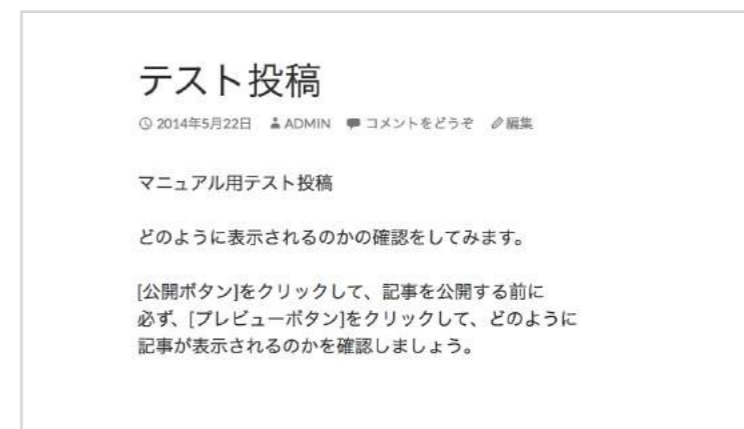 テスト投稿
2014年5月22日 ADMIN コメントをどうぞ 編集
マニュアル用テスト投稿
どのように表示されるのかの確認をしてみます。
[公開ボタン]をクリックして、記事を公開する前に
必ず、[プレビューボタン]をクリックして、どのように
記事が表示されるのかを確認しましょう。